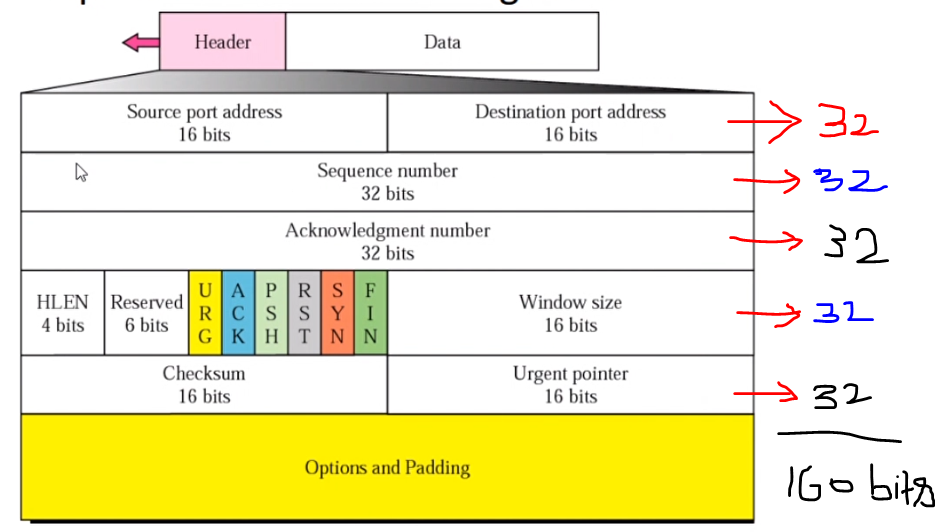 Header Data
Source port address Destination port address
16 bits 16 bits 32
Sequence number
32 bits 32
Acknowledgment number
32 bits 32
HLEN Reserved URG ACK PSH RST SYN FIN Window size
4 bits 6 bits 16 bits 32
Checksum Urgent pointer
16 bits 16 bits 32
Options and Padding
160 bits